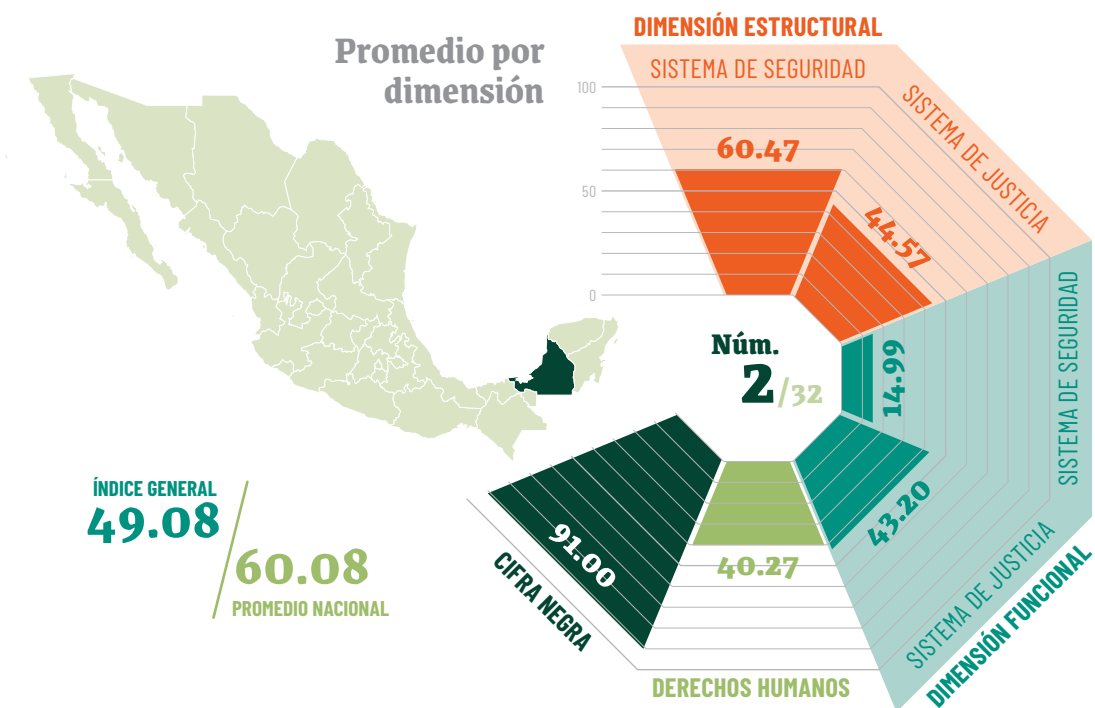 Promedio por
dimensión
DIMENSIÓN ESTRUCTURAL
SISTEMA DE SEGURIDAD
SISTEMA DE JUSTICIA
100
50
0
60.47
44.57
SISTEMA DE SEGURIDAD
14.99
Núm.
2/32
43.20
SISTEMA DE JUSTICIA
DIMENSIÓN FUNCIONAL
40.27
DERECHOS HUMANOS
91.00
CIFRA NEGRA
ÍNDICE GENERAL
49.08
60.08
PROMEDIO NACIONAL